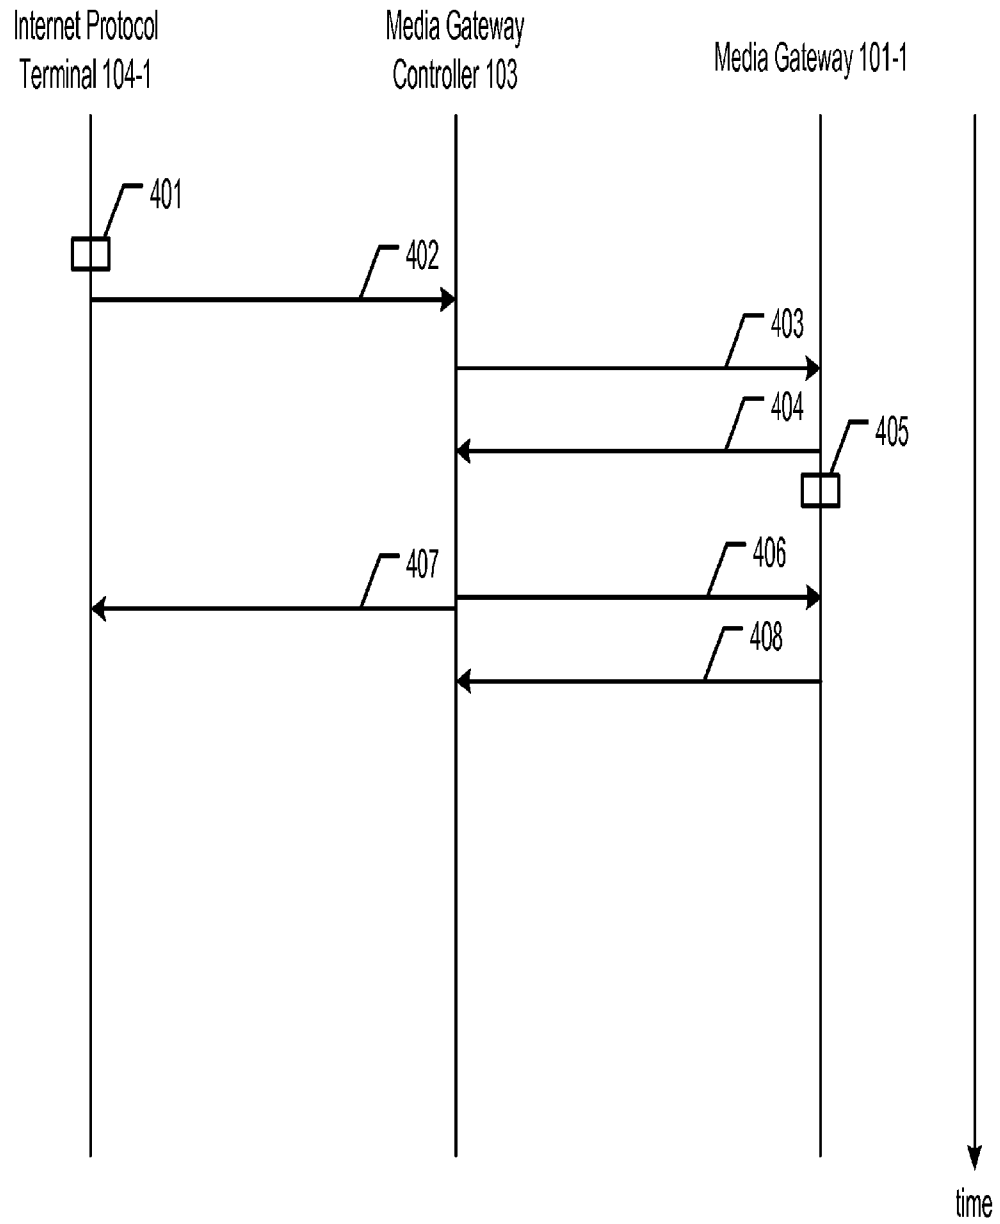 Internet Protocol
Terminal 104-1
Media Gateway
Controller 103
Media Gateway 101-1
401
402
403
404
405
406
407
408
time